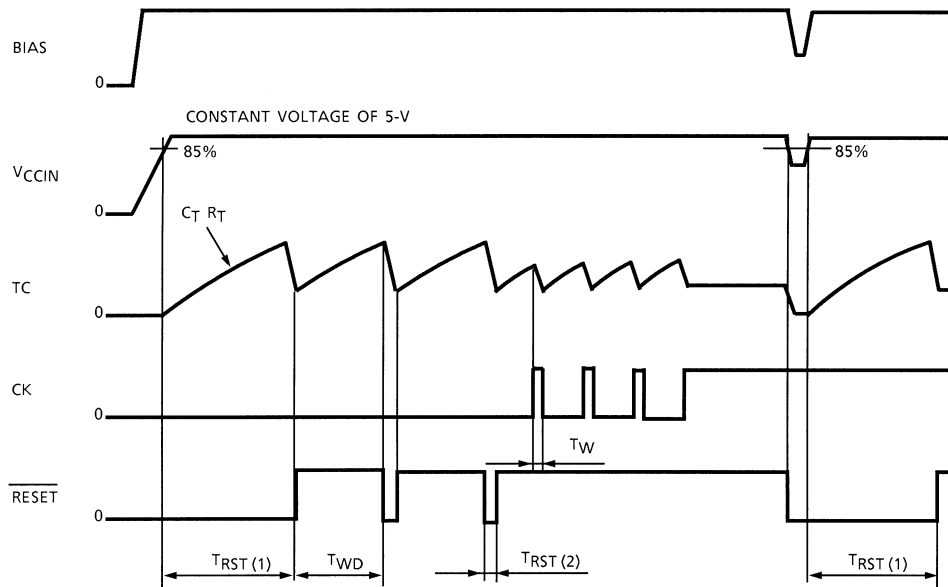 BIAS
0
CONSTANT VOLTAGE OF 5-V
85%
85%
VCCIN
0
CT RT
TC
0
CK
0
TW
RESET
0
TRST (1)
TWD
TRST (2)
TRST (1)